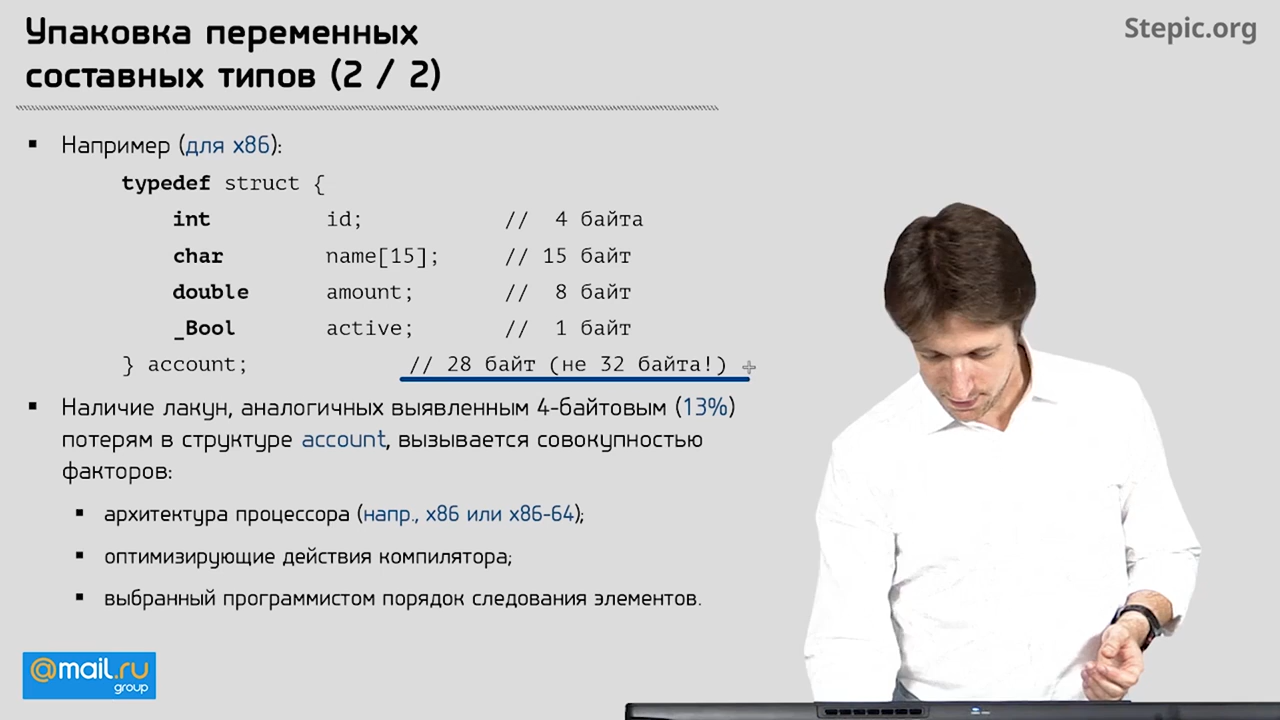 Упаковка переменных
составных типов (2 / 2)
Stepic.org
▪ Например (для x86):
typedef struct {
int id; // 4 байта
char name[15]; // 15 байт
double amount; // 8 байт
_Bool active; // 1 байт
} account; // 28 байт (не 32 байта!)
▪ Наличие лакун, аналогичных выявленным 4-байтовым (13%)
потерям в структуре account, вызывается совокупностью
факторов:
▪ архитектура процессора (напр., x86 или x86-64);
▪ оптимизирующие действия компилятора;
▪ выбранный программистом порядок следования элементов.
@mail.ru
group